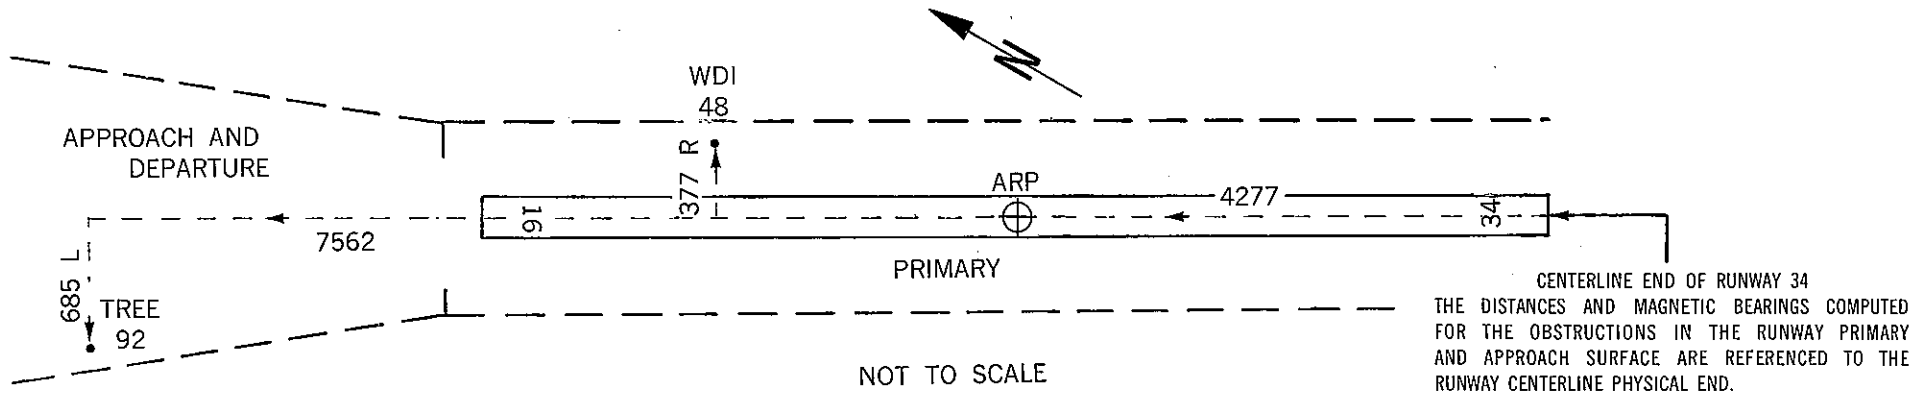 N
WDI
48
APPROACH AND
DEPARTURE
377 R
ARP
4277
16
34
7562
PRIMARY
685 L
TREE
92
CENTERLINE END OF RUNWAY 34
THE DISTANCES AND MAGNETIC BEARINGS COMPUTED
FOR THE OBSTRUCTIONS IN THE RUNWAY PRIMARY
AND APPROACH SURFACE ARE REFERENCED TO THE
RUNWAY CENTERLINE PHYSICAL END.
NOT TO SCALE